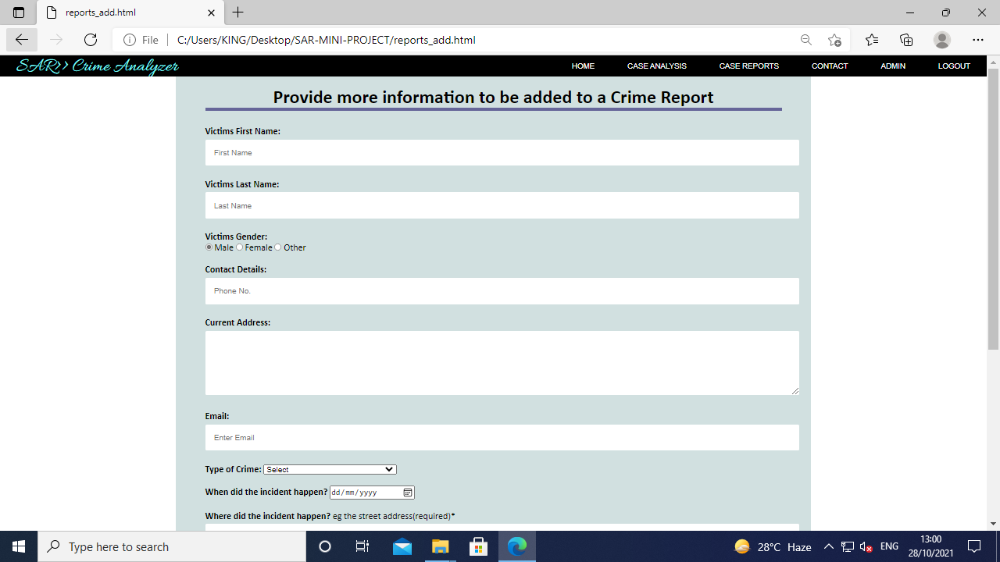 reports_add.html
File
C:/Users/KING/Desktop/SAR-MINI-PROJECT/reports_add.html
SAR>> Crime Analyzer
HOME
CASE ANALYSIS
CASE REPORTS
CONTACT
ADMIN
LOGOUT
Provide more information to be added to a Crime Report
Victims First Name:
First Name
Victims Last Name:
Last Name
Victims Gender:
Male Female Other
Contact Details:
Phone No.
Current Address:
Email:
Enter Email
Type of Crime: Select
When did the incident happen? dd/mm/yyyy
Where did the incident happen? eg the street address(required)*
Type here to search
28°C Haze
ENG
13:00
28/10/2021